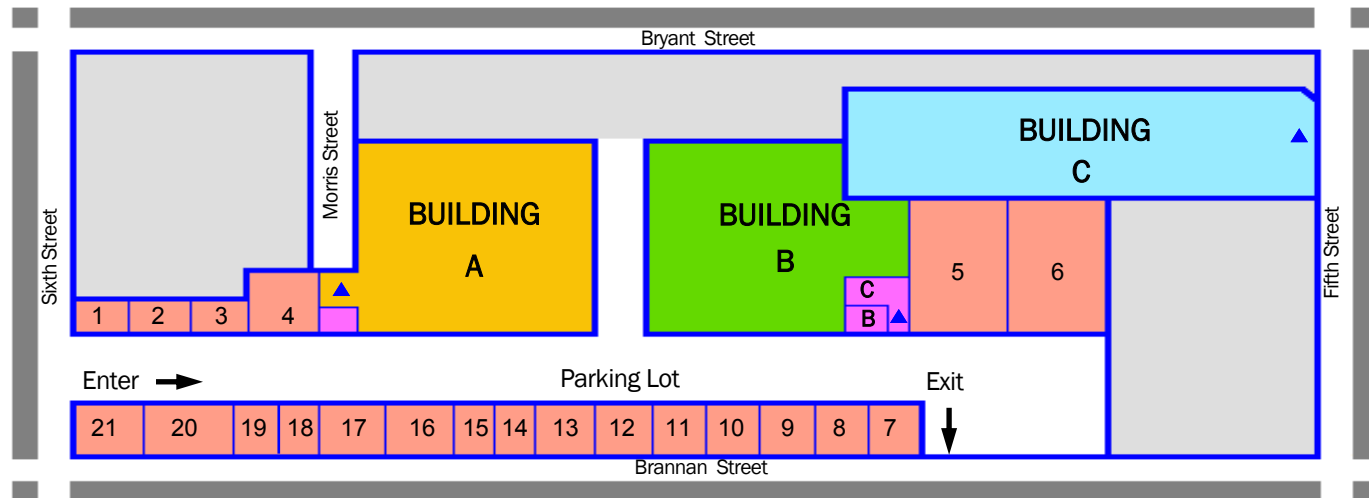 Bryant Street
Morris Street
BUILDING
C
BUILDING
A
BUILDING
B
Sixth Street
Fifth Street
5
6
C
B
1
2
3
4
Enter
Parking Lot
Exit
21
20
19
18
17
16
15
14
13
12
11
10
9
8
7
Brannan Street